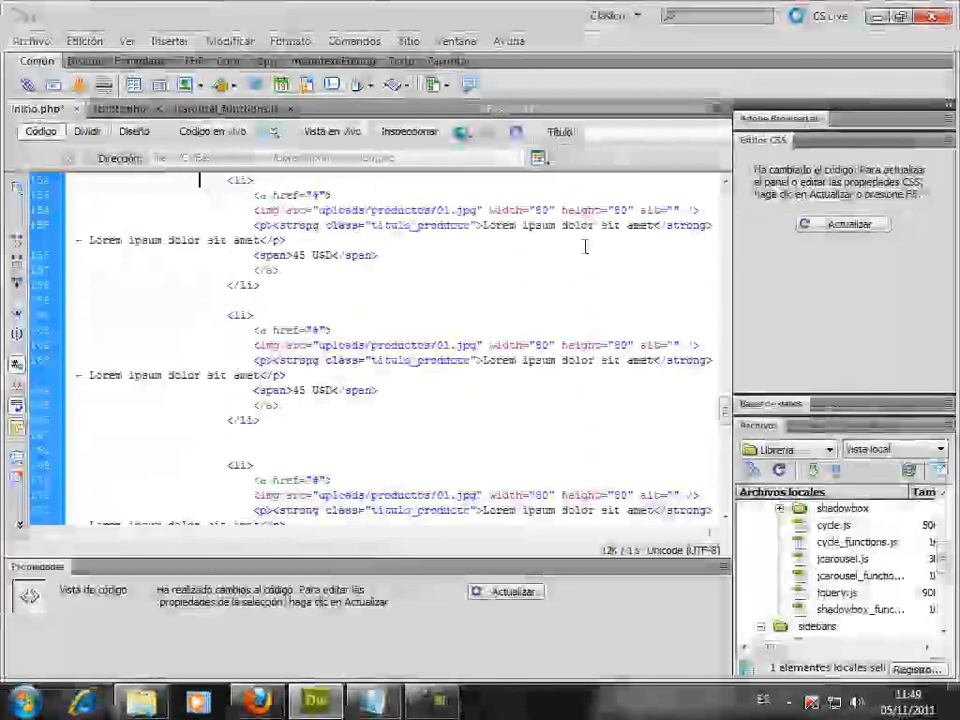 Clásico
CS Live
Archivo Edición Ver Insertar Modificar Formato Comandos Sitio Ventana Ayuda
Común
Código Dividir Diseño Código en vivo Vista en vivo Inspeccionar Título
Dirección:
Editor CSS
Ha cambiado el código: Para actualizar
el panel o editar las propiedades CSS,
haga clic en Actualizar o presione F5.
Actualizar
<li>
<a href="#">
<img src="uploads/productos/01.jpg" width="80" height="80" alt="" />
<p><strong class="titulo_producto">Lorem ipsum dolor sit amet</strong>
- Lorem ipsum dolor sit amet</p>
<span>45 USD</span>
</a>
</li>
<li>
<a href="#">
<img src="uploads/productos/01.jpg" width="80" height="80" alt="" />
<p><strong class="titulo_producto">Lorem ipsum dolor sit amet</strong>
- Lorem ipsum dolor sit amet</p>
<span>45 USD</span>
</a>
</li>
<li>
<a href="#">
<img src="uploads/productos/01.jpg" width="80" height="80" alt="" />
<p><strong class="titulo_producto">Lorem ipsum dolor sit amet</strong>
Bases de datos
Archivos
Libreria Vista local
Archivos locales Tam
shadowbox
cycle.js
cycle_functions.js
jcarousel.js
jcarousel_functio...
jquery.js
shadowbox_func...
sidebars
1 elementos locales sel
Registro...
12K / 1 s Unicode (UTF-8)
Propiedades
Vista de código
Ha realizado cambios al código. Para editar las
propiedades de la selección, haga clic en Actualizar
Actualizar
ES
11:49
05/11/2011